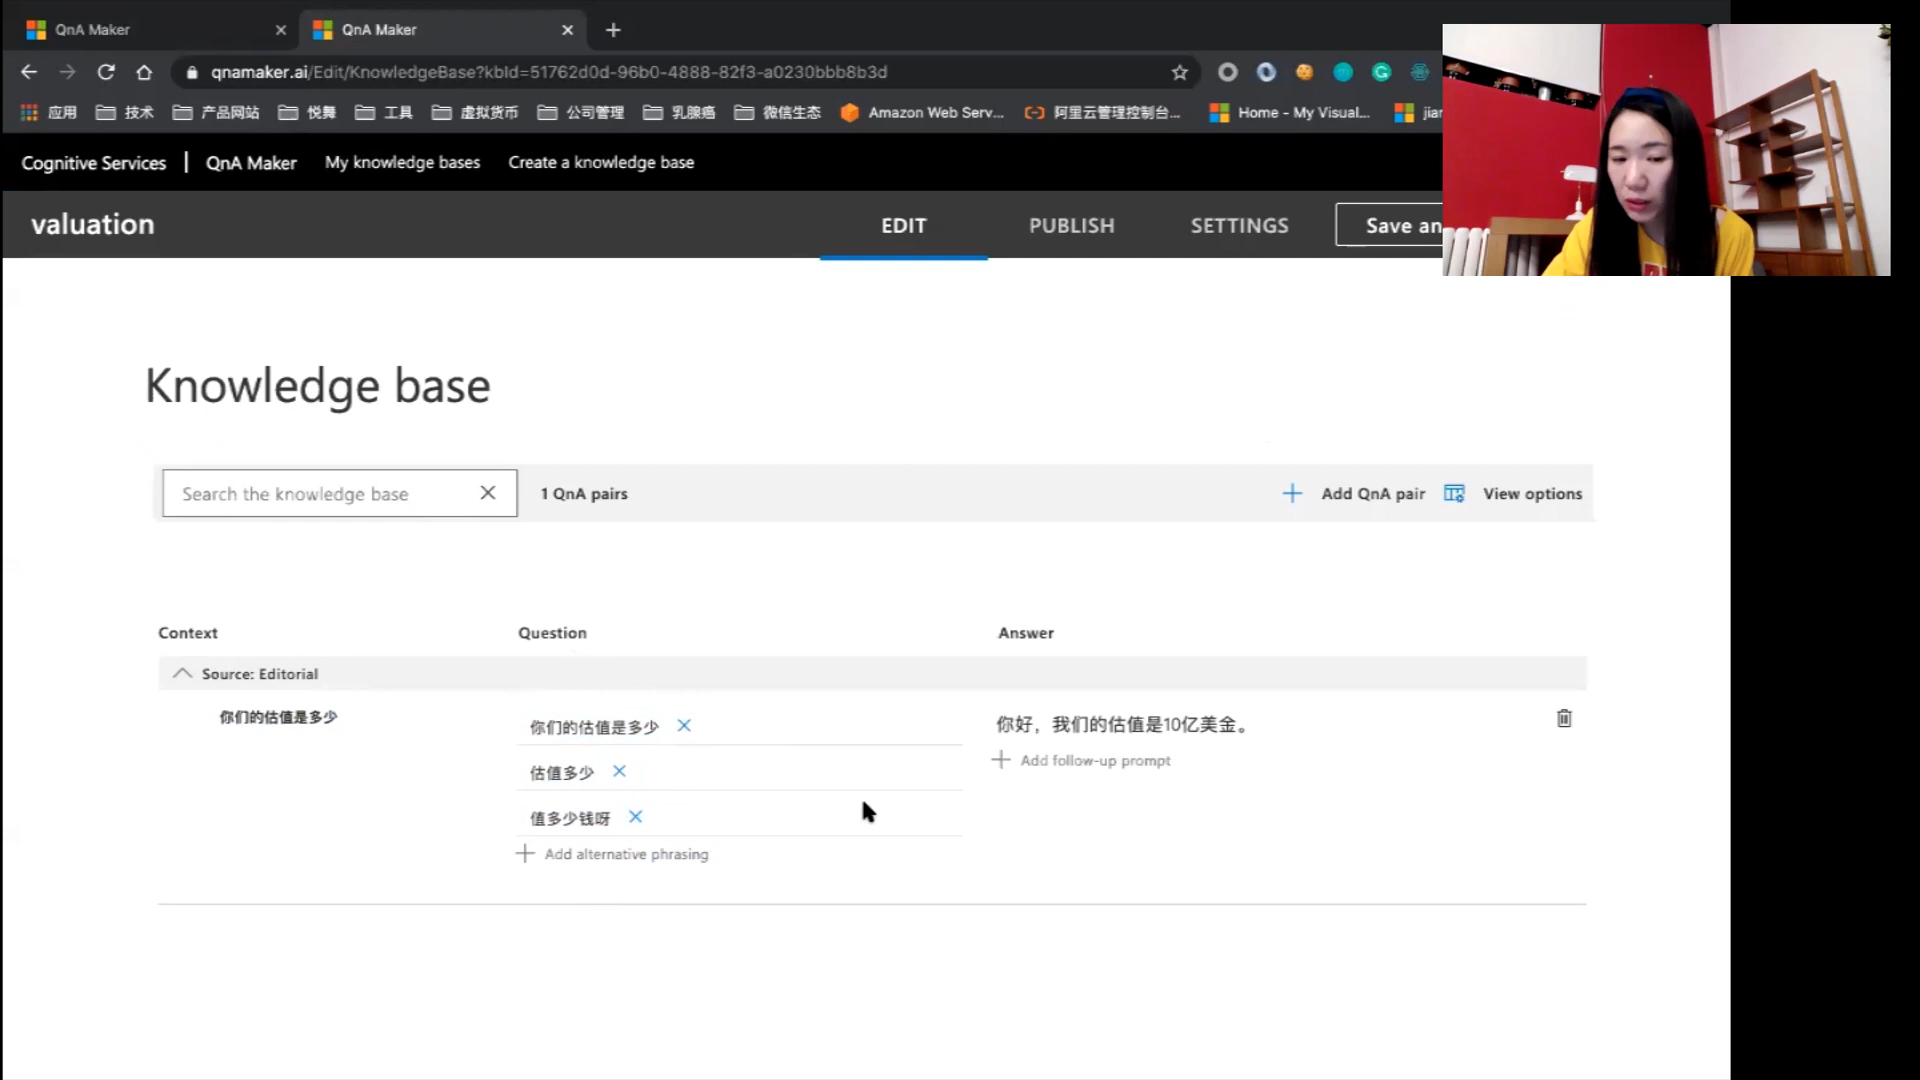 QnA Maker
QnA Maker
qnamaker.ai/Edit/KnowledgeBase?kbId=51762d0d-96b0-4888-82f3-a0230bbb8b3d
应用 技术 产品网站 悦舞 工具 虚拟货币 公司管理 乳腺癌 微信生态 Amazon Web Serv... 阿里云管理控制台... Home - My Visual... jiar
Cognitive Services | QnA Maker My knowledge bases Create a knowledge base
valuation EDIT PUBLISH SETTINGS Save an
Knowledge base
Search the knowledge base 1 QnA pairs Add QnA pair View options
Context Question Answer
Source: Editorial
你们的估值是多少 你们的估值是多少 你好，我们的估值是10亿美金。
Add follow-up prompt
估值多少
值多少钱呀
Add alternative phrasing